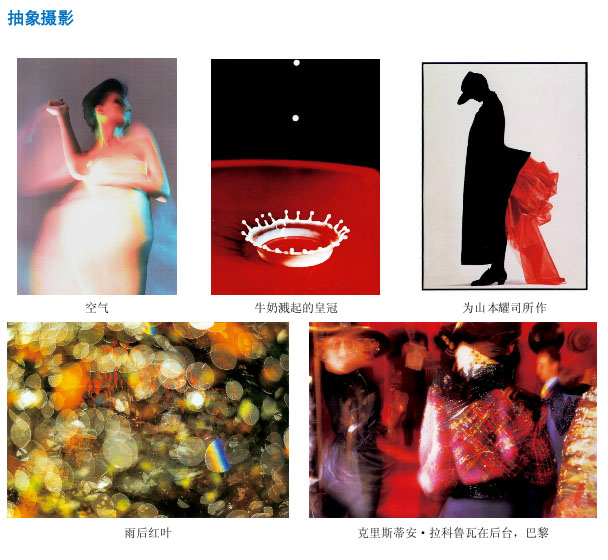 抽象摄影
空气
牛奶溅起的皇冠
为山本耀司所作
雨后红叶
克里斯蒂安·拉科鲁瓦在后台，巴黎